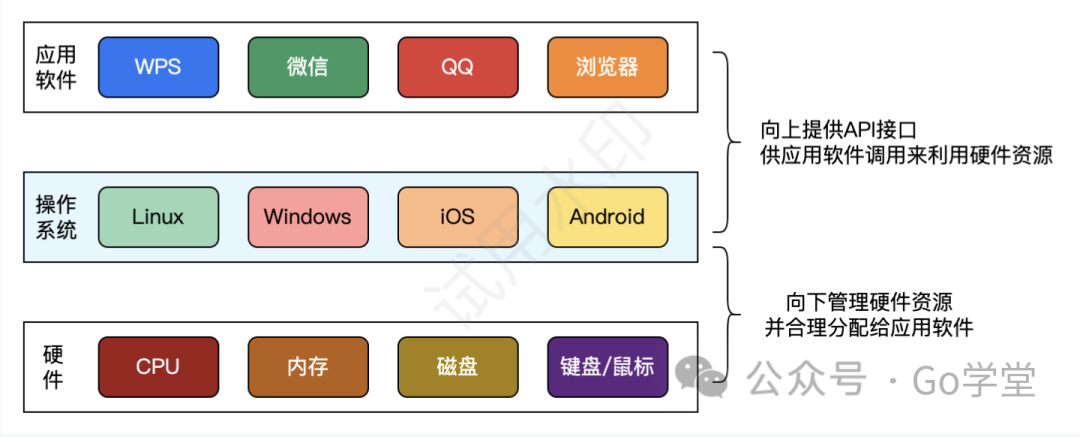 应用
软件
WPS
微信
QQ
浏览器
向上提供API接口
供应用软件调用来利用硬件资源
操作
系统
Linux
Windows
iOS
Android
试用水印
向下管理硬件资源
并合理分配给应用软件
硬
件
CPU
内存
磁盘
键盘/鼠标
公众号 · Go学堂